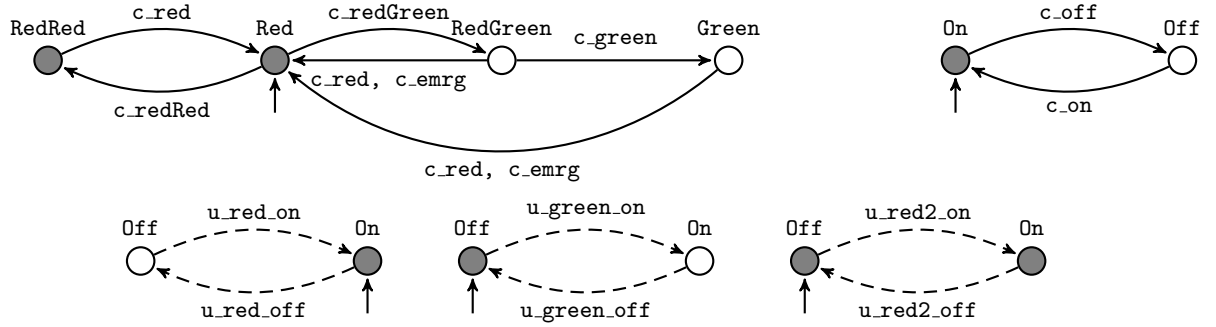 c_red
c_redGreen
c_off
RedRed
Red
RedGreen
Green
On
Off
c_green
c_red, c_emrg
c_redRed
c_on
c_red, c_emrg
u_red_on
u_green_on
u_red2_on
Off
On
Off
On
Off
On
u_red_off
u_green_off
u_red2_off